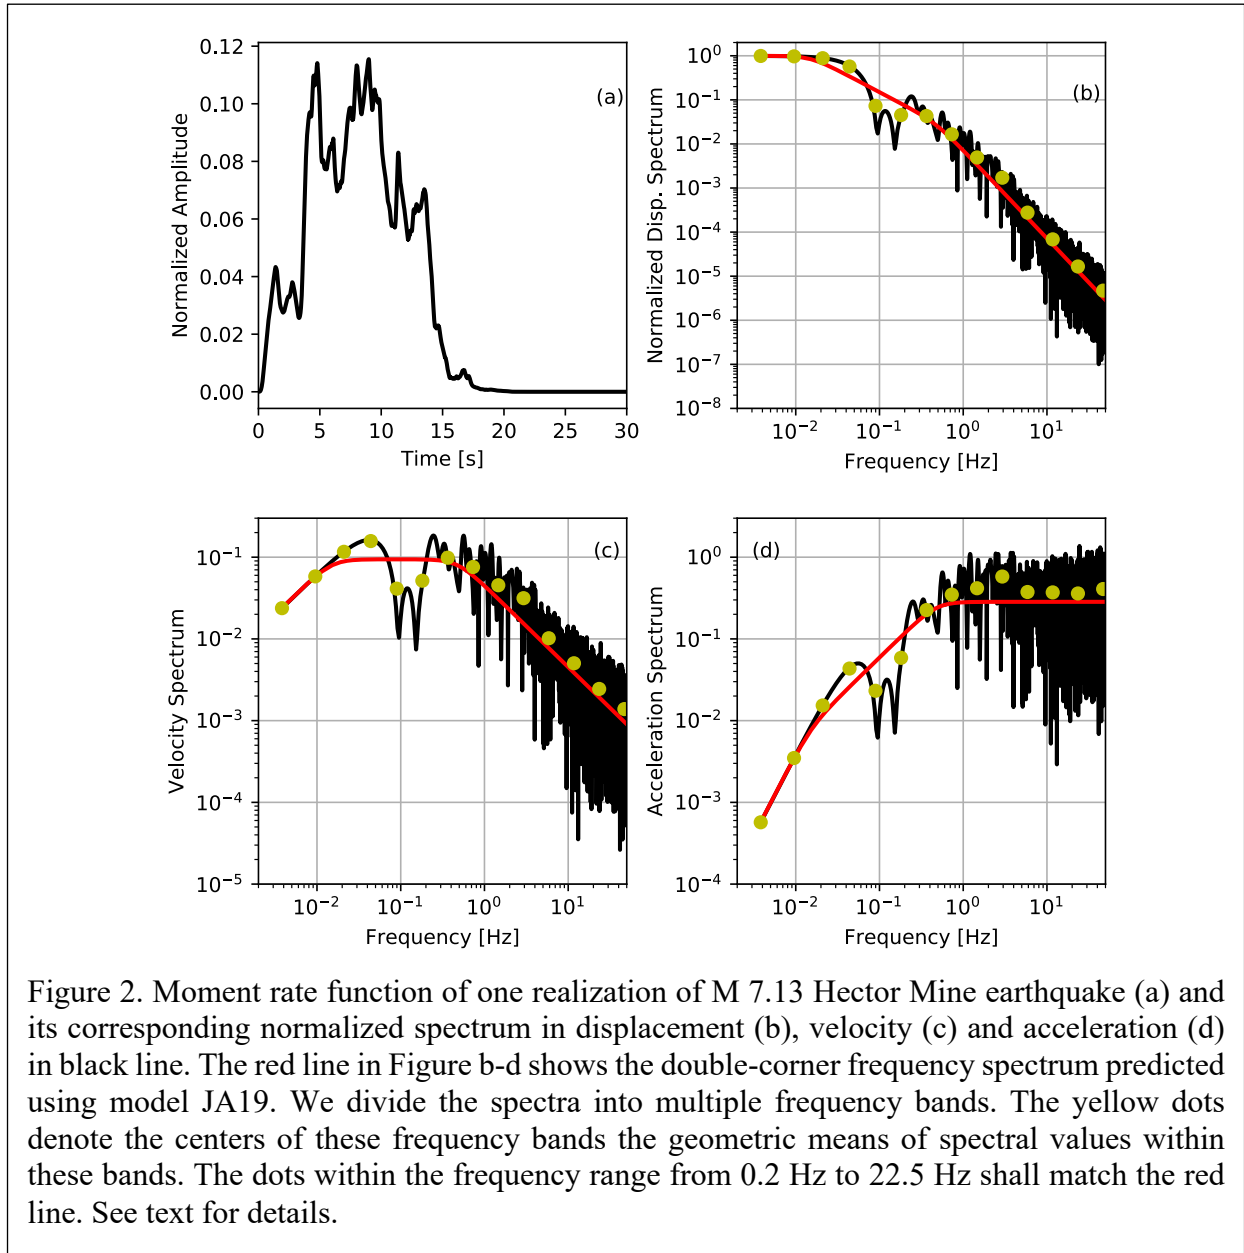 0.12
0.10
0.08
0.06
0.04
0.02
0.00
Normalized Amplitude
(a)
0 5 10 15 20 25 30
Time [s]
10⁰
10⁻¹
10⁻²
10⁻³
10⁻⁴
10⁻⁵
10⁻⁶
10⁻⁷
10⁻⁸
Normalized Disp. Spectrum
(b)
10⁻² 10⁻¹ 10⁰ 10¹
Frequency [Hz]
10⁻¹
10⁻²
10⁻³
10⁻⁴
10⁻⁵
Velocity Spectrum
(c)
10⁻² 10⁻¹ 10⁰ 10¹
Frequency [Hz]
10⁰
10⁻¹
10⁻²
10⁻³
10⁻⁴
Acceleration Spectrum
(d)
10⁻² 10⁻¹ 10⁰ 10¹
Frequency [Hz]
Figure 2. Moment rate function of one realization of M 7.13 Hector Mine earthquake (a) and
its corresponding normalized spectrum in displacement (b), velocity (c) and acceleration (d)
in black line. The red line in Figure b-d shows the double-corner frequency spectrum predicted
using model JA19. We divide the spectra into multiple frequency bands. The yellow dots
denote the centers of these frequency bands the geometric means of spectral values within
these bands. The dots within the frequency range from 0.2 Hz to 22.5 Hz shall match the red
line. See text for details.